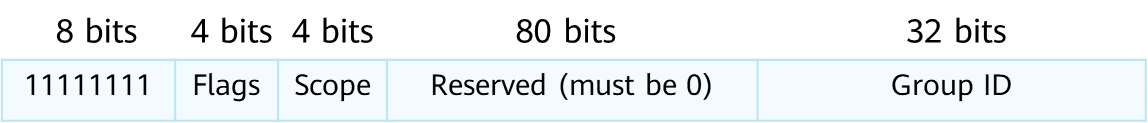 8 bits 4 bits 4 bits 80 bits 32 bits
11111111 Flags Scope Reserved (must be 0) Group ID